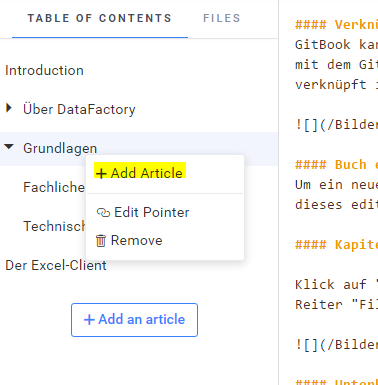 TABLE OF CONTENTS
FILES
Introduction
Über DataFactory
Grundlagen
Add Article
Fachliche
Edit Pointer
Technisc
Remove
Der Excel-Client
Add an article
#### Verknü
GitBook kan
mit dem Git
verknüpft i
![](/Bilder
#### Buch e
Um ein neue
dieses edit
#### Kapite
Klick auf "
Reiter "Fil
![](/Bilder
#### Unterk